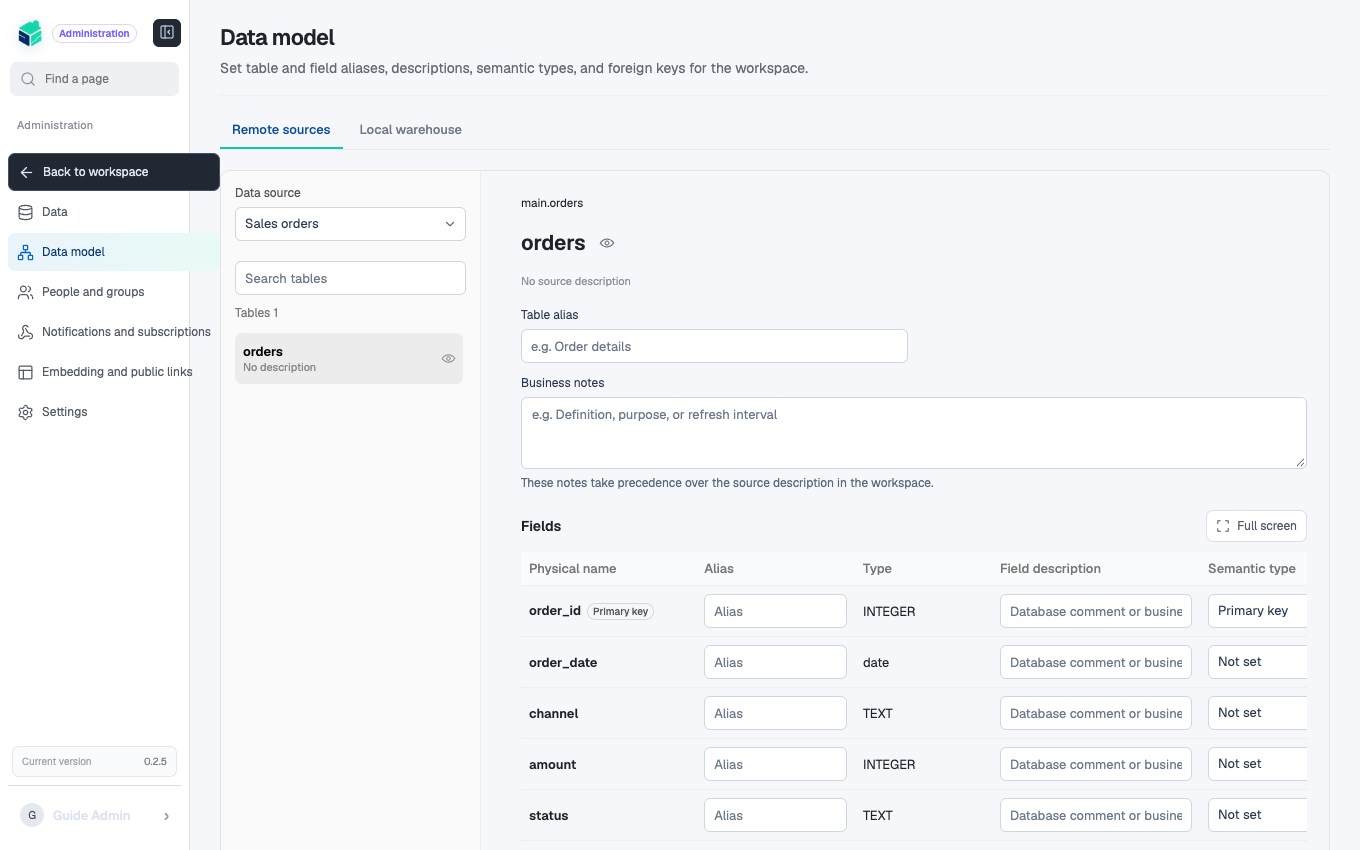 Administration
Find a page
Administration
Back to workspace
Data
Data model
People and groups
Notifications and subscriptions
Embedding and public links
Settings
Current version 0.2.5
G Guide Admin
Data model
Set table and field aliases, descriptions, semantic types, and foreign keys for the workspace.
Remote sources Local warehouse
Data source
Sales orders
Search tables
Tables 1
orders
No description
main.orders
orders
No source description
Table alias
e.g. Order details
Business notes
e.g. Definition, purpose, or refresh interval
These notes take precedence over the source description in the workspace.
Fields Full screen
Physical name Alias Type Field description Semantic type
order_id Primary key Alias INTEGER Database comment or busine Primary key
order_date Alias date Database comment or busine Not set
channel Alias TEXT Database comment or busine Not set
amount Alias INTEGER Database comment or busine Not set
status Alias TEXT Database comment or busine Not set